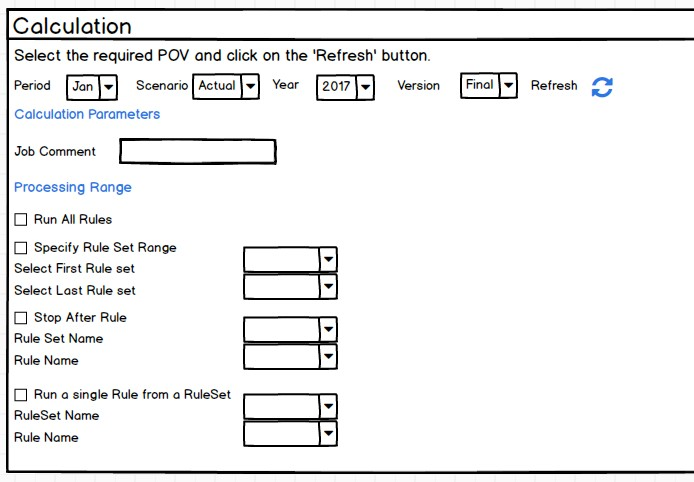 Calculation
Select the required POV and click on the 'Refresh' button.
Period Jan Scenario Actual Year 2017 Version Final Refresh
Calculation Parameters
Job Comment
Processing Range
Run All Rules
Specify Rule Set Range
Select First Rule set
Select Last Rule set
Stop After Rule
Rule Set Name
Rule Name
Run a single Rule from a RuleSet
RuleSet Name
Rule Name